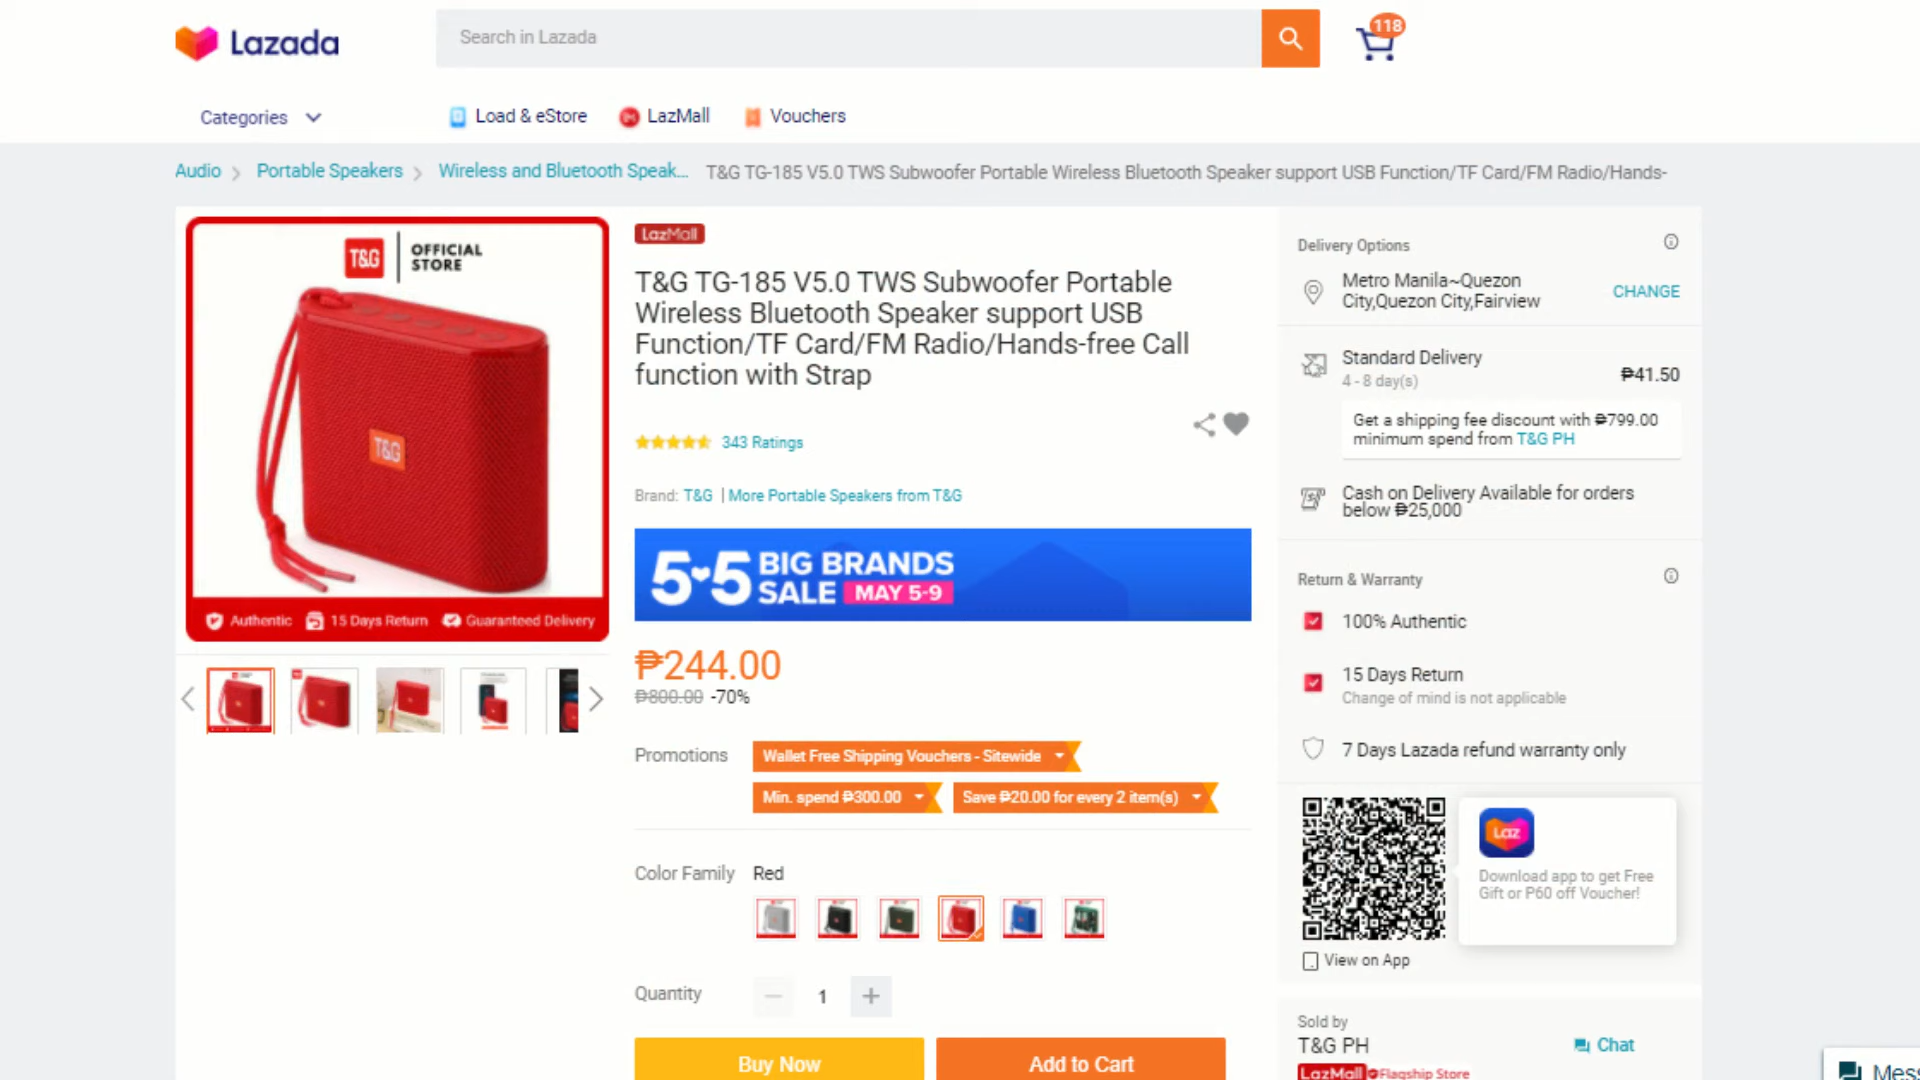 Lazada
Search in Lazada
118
Categories
Load & eStore
LazMall
Vouchers
Audio
Portable Speakers
Wireless and Bluetooth Speak...
T&G TG-185 V5.0 TWS Subwoofer Portable Wireless Bluetooth Speaker support USB Function/TF Card/FM Radio/Hands-
T&G
OFFICIAL
STORE
T&G
Authentic
15 Days Return
Guaranteed Delivery
LazMall
T&G TG-185 V5.0 TWS Subwoofer Portable
Wireless Bluetooth Speaker support USB
Function/TF Card/FM Radio/Hands-free Call
function with Strap
343 Ratings
Brand: T&G | More Portable Speakers from T&G
5.5 BIG BRANDS
SALE MAY 5-9
₱244.00
₱800.00 -70%
Promotions
Wallet Free Shipping Vouchers - Sitewide
Min. spend ₱300.00
Save ₱20.00 for every 2 item(s)
Color Family
Red
Quantity
1
Buy Now
Add to Cart
Delivery Options
Metro Manila~Quezon
City,Quezon City,Fairview
CHANGE
Standard Delivery
4 - 8 day(s)
₱41.50
Get a shipping fee discount with ₱799.00
minimum spend from T&G PH
Cash on Delivery Available for orders
below ₱25,000
Return & Warranty
100% Authentic
15 Days Return
Change of mind is not applicable
7 Days Lazada refund warranty only
Laz
Download app to get Free
Gift or P60 off Voucher!
View on App
Sold by
T&G PH
Chat
LazMall Flagship Store
Mess